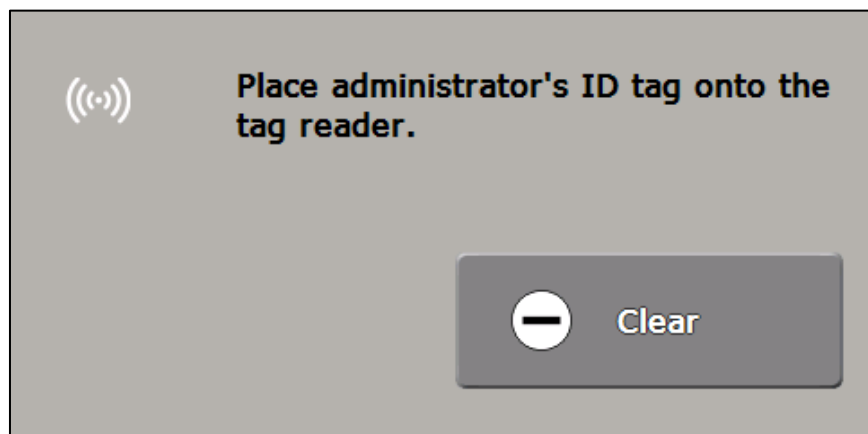 Place administrator's ID tag onto the
tag reader.
Clear